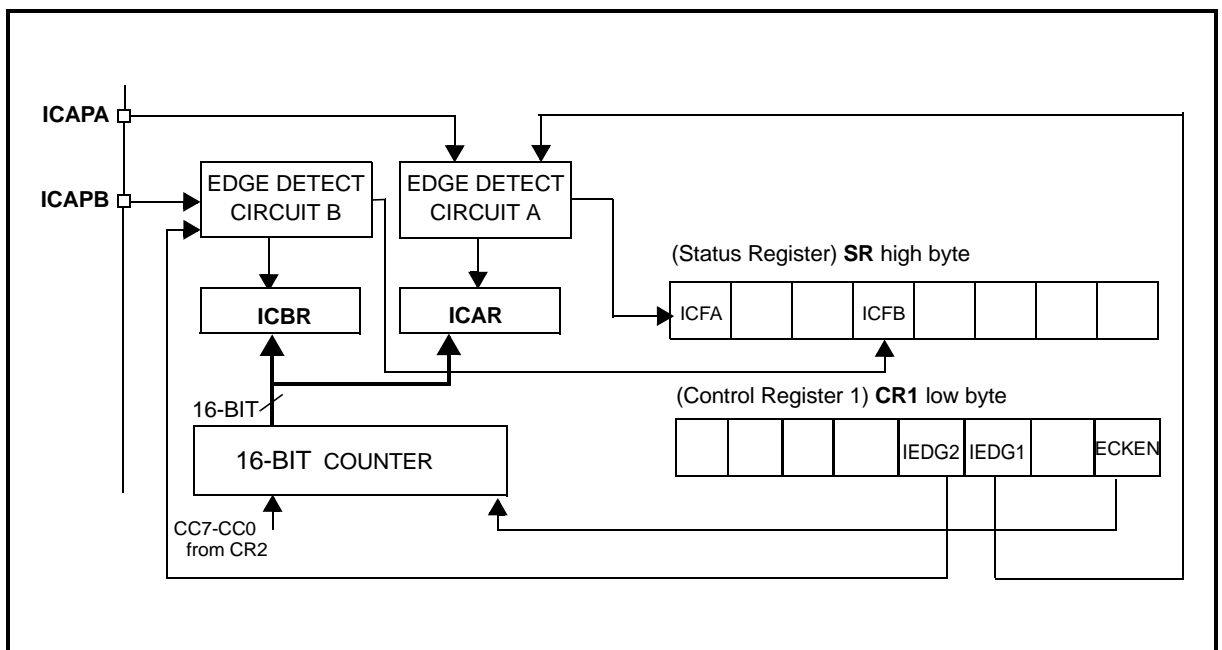 ICAPA
ICAPB
EDGE DETECT
CIRCUIT B
EDGE DETECT
CIRCUIT A
(Status Register) SR high byte
ICBR
ICAR
ICFA
ICFB
16-BIT
(Control Register 1) CR1 low byte
16-BIT COUNTER
IEDG2
IEDG1
ECKEN
CC7-CC0
from CR2